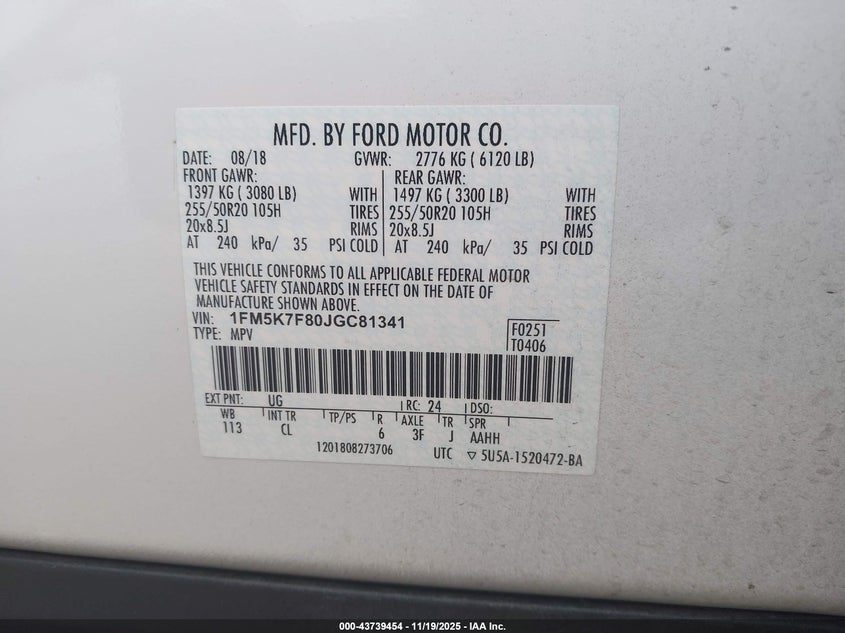 MFD. BY FORD MOTOR CO.
DATE: 08/18 GVWR: 2776 KG ( 6120 LB)
FRONT GAWR: REAR GAWR:
1397 KG ( 3080 LB) WITH 1497 KG ( 3300 LB) WITH
255/50R20 105H TIRES 255/50R20 105H TIRES
20x8.5J RIMS 20x8.5J RIMS
AT 240 kPa/ 35 PSI COLD AT 240 kPa/ 35 PSI COLD
THIS VEHICLE CONFORMS TO ALL APPLICABLE FEDERAL MOTOR
VEHICLE SAFETY STANDARDS IN EFFECT ON THE DATE OF
MANUFACTURE SHOWN ABOVE.
VIN: 1FM5K7F80JGC81341 F0251
TYPE: MPV T0406
EXT PNT: UG RC: 24 DSO:
WB INT TR TP/PS R AXLE TR SPR
113 CL 6 3F J AAHH
1201808273706 UTC ▽ 5U5A-1520472-BA
000-43739454 - 11/19/2025 - IAA Inc.